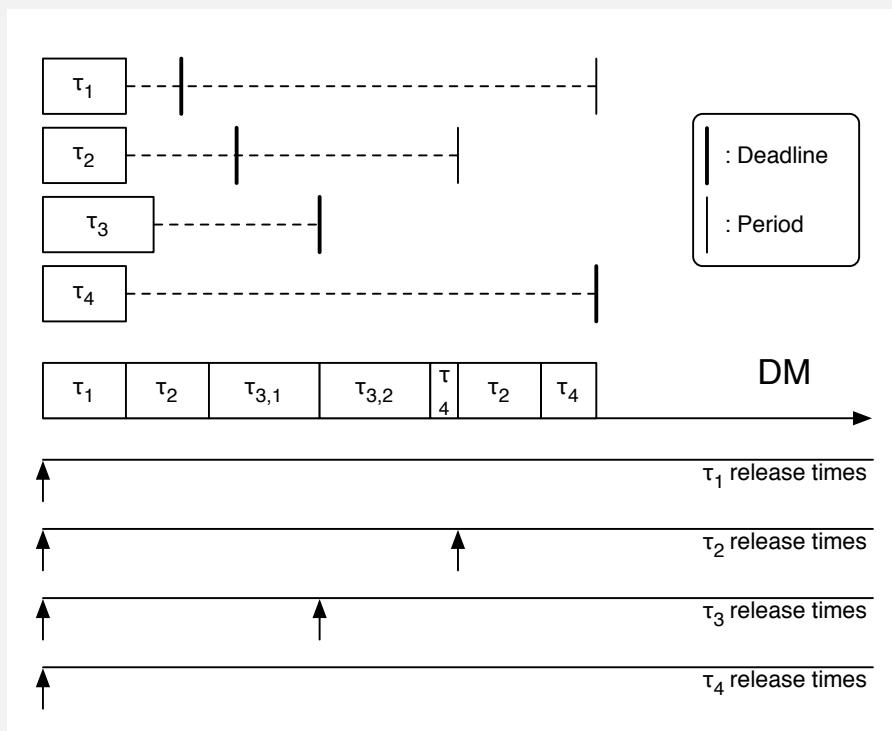 τ1
τ2
τ3
τ4
: Deadline
: Period
τ1 τ2 τ3,1 τ3,2 τ4 τ2 τ4
DM
τ1 release times
τ2 release times
τ3 release times
τ4 release times